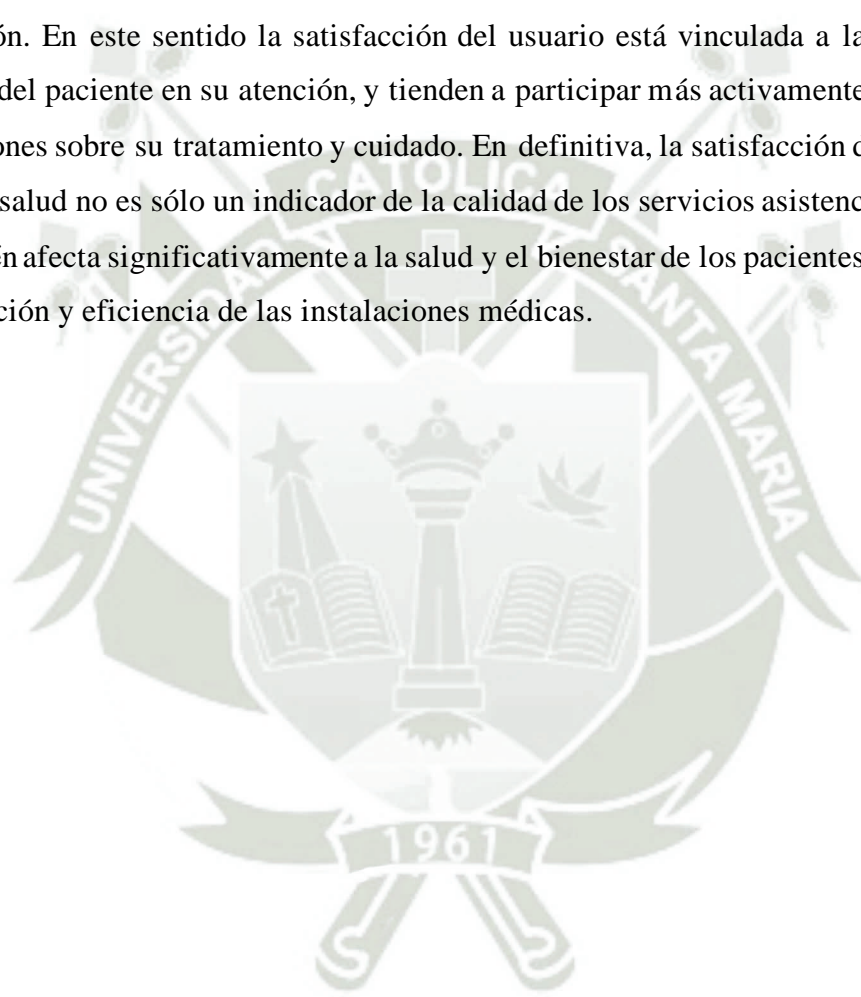 ón. En este sentido la satisfacción del usuario está vinculada a la
del paciente en su atención, y tienden a participar más activamente
ones sobre su tratamiento y cuidado. En definitiva, la satisfacción
salud no es sólo un indicador de la calidad de los servicios asistenc
én afecta significativamente a la salud y el bienestar de los pacientes
ción y eficiencia de las instalaciones médicas.
UNIVERSIDAD CATOLICA SANTA MARIA
1961